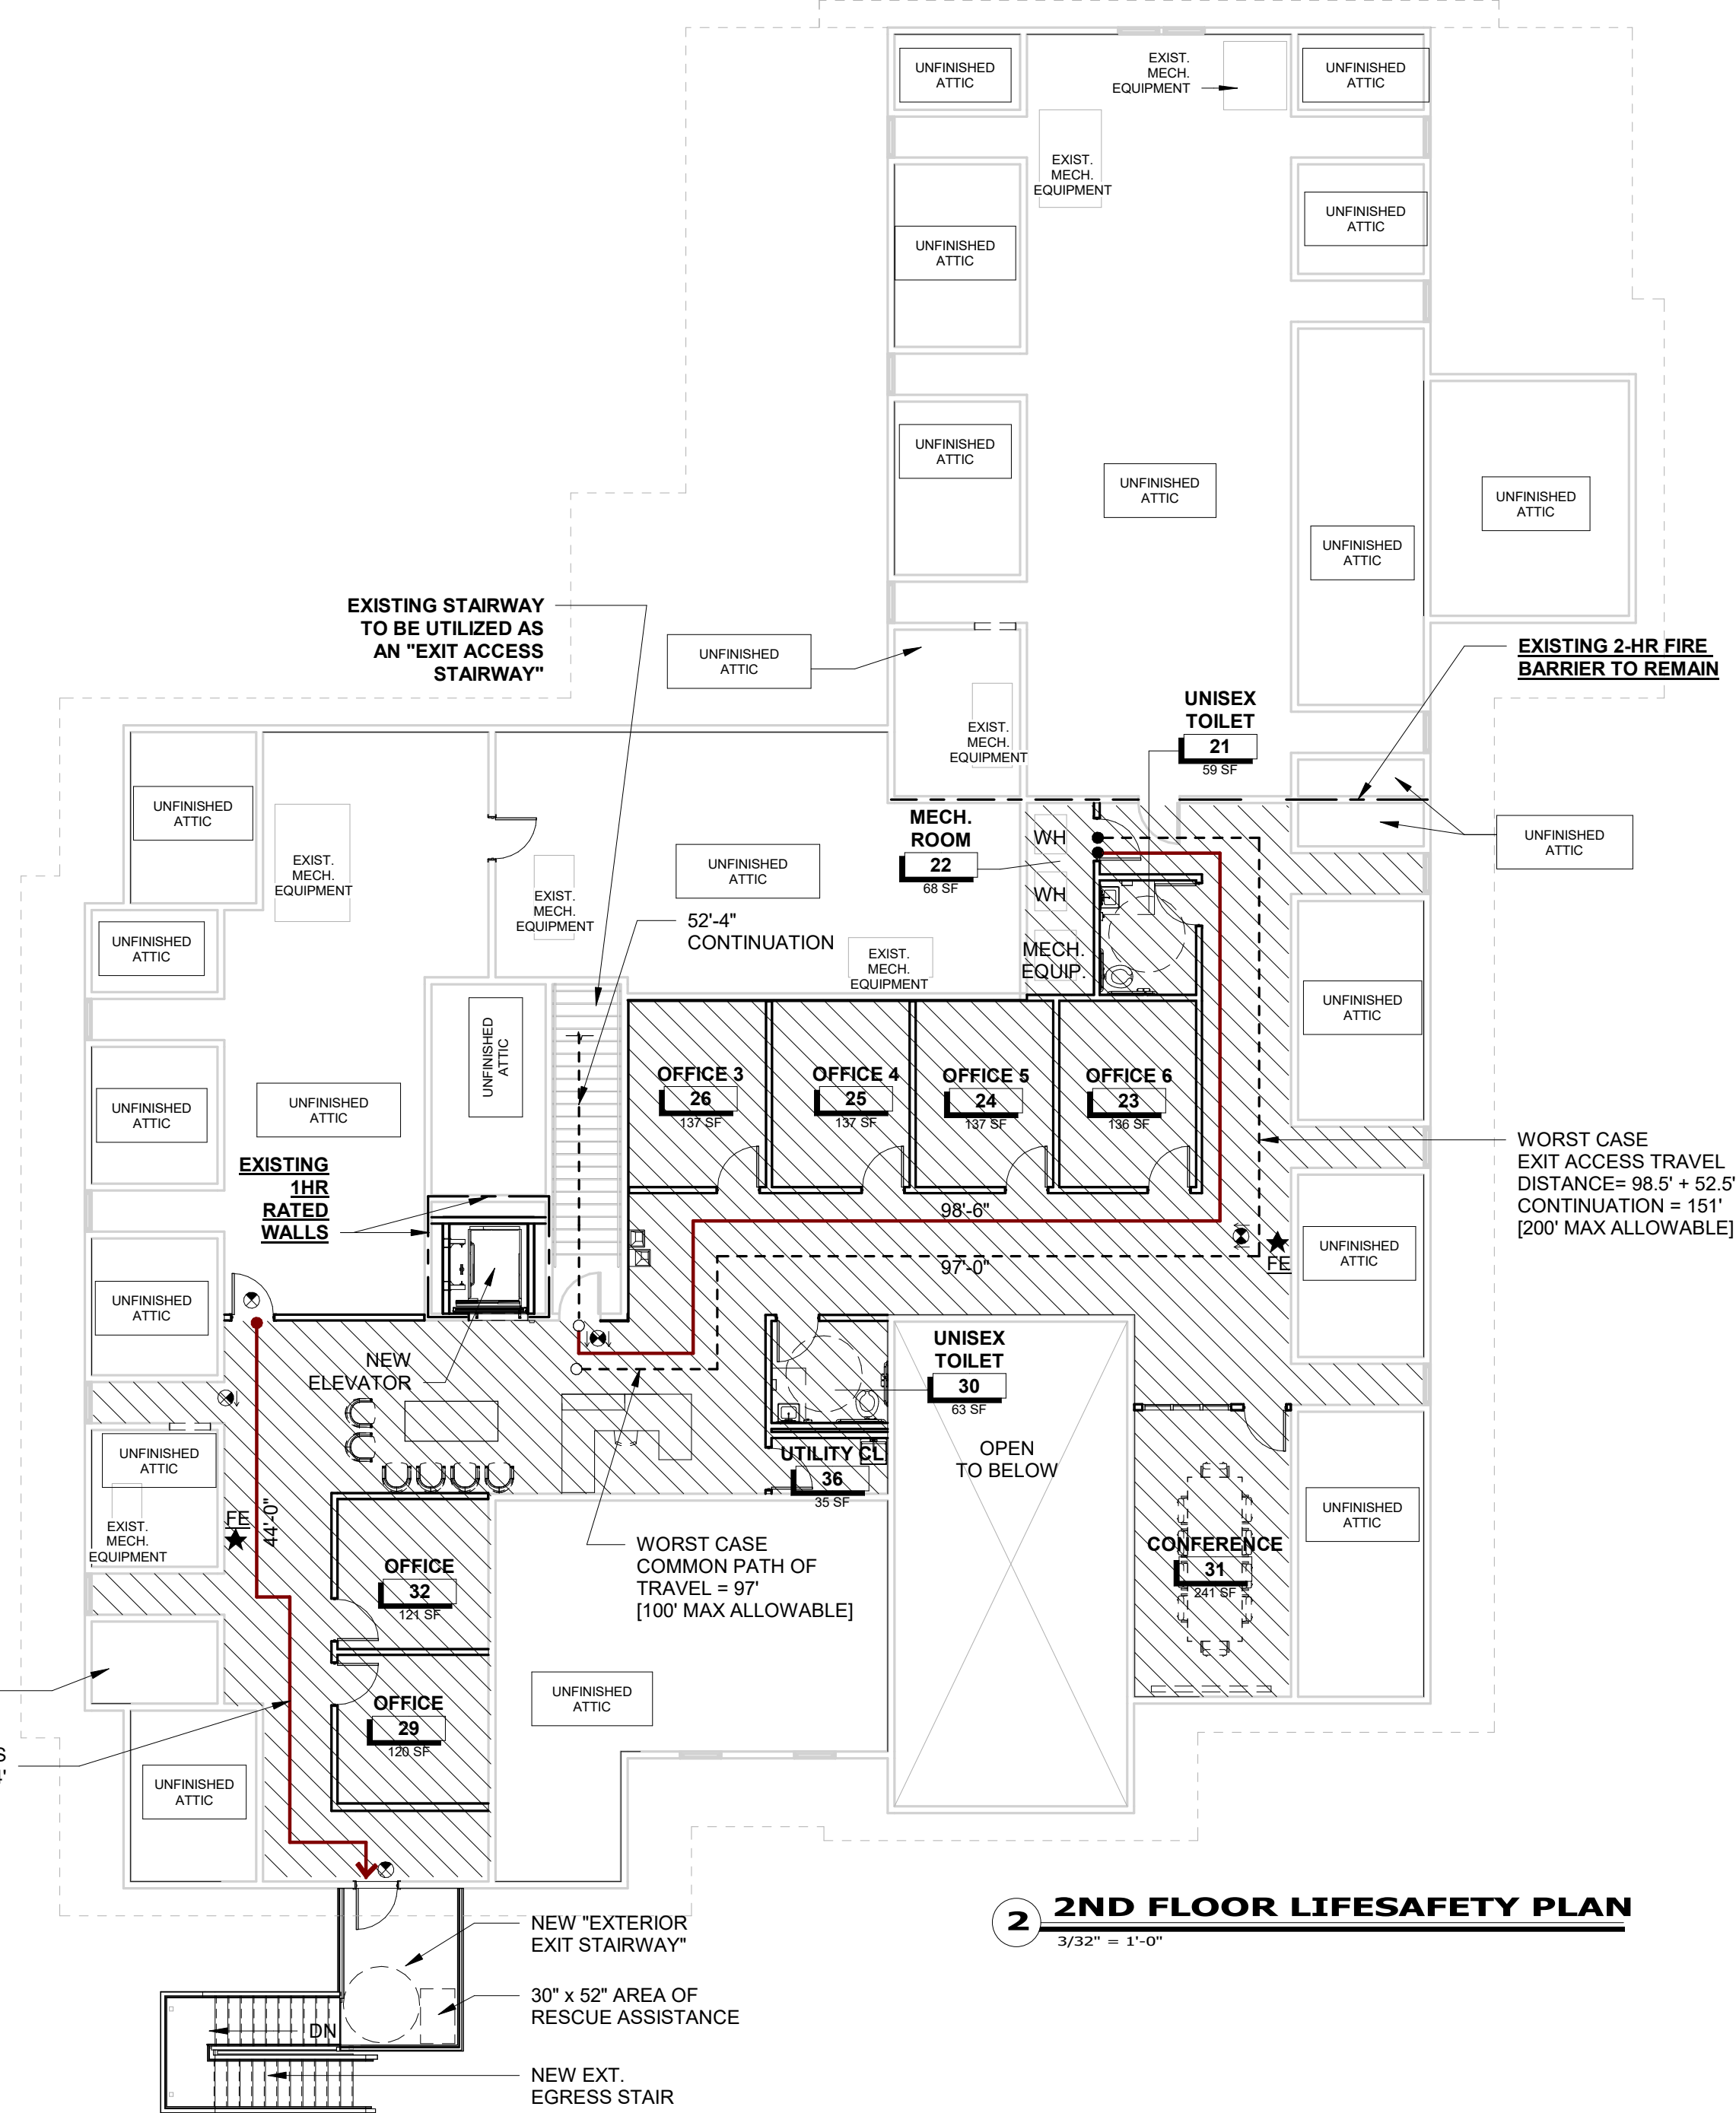 UNFINISHED
ATTIC
EXIST.
MECH.
EQUIPMENT
UNFINISHED
ATTIC
EXIST.
MECH.
EQUIPMENT
UNFINISHED
ATTIC
UNFINISHED
ATTIC
UNFINISHED
ATTIC
UNFINISHED
ATTIC
UNFINISHED
ATTIC
UNFINISHED
ATTIC
EXISTING STAIRWAY
TO BE UTILIZED AS
AN "EXIT ACCESS
STAIRWAY"
UNFINISHED
ATTIC
UNFINISHED
ATTIC
EXISTING 2-HR FIRE
BARRIER TO REMAIN
UNISEX
TOILET
21
59 SF
EXIST.
MECH.
EQUIPMENT
UNFINISHED
ATTIC
EXIST.
MECH.
EQUIPMENT
EXIST.
MECH.
EQUIPMENT
UNFINISHED
ATTIC
MECH.
ROOM
22
68 SF
WH
WH
MECH.
EQUIP.
UNFINISHED
ATTIC
UNFINISHED
ATTIC
52'-4"
CONTINUATION
EXIST.
MECH.
EQUIPMENT
UNFINISHED
ATTIC
UNFINISHED
ATTIC
UNFINISHED
ATTIC
UNFINISHED
ATTIC
OFFICE 3
26
137 SF
OFFICE 4
25
137 SF
OFFICE 5
24
137 SF
OFFICE 6
23
136 SF
WORST CASE
EXIT ACCESS TRAVEL
DISTANCE= 98.5' + 52.5'
CONTINUATION = 151'
[200' MAX ALLOWABLE]
EXISTING
1HR
RATED
WALLS
98'-6"
97'-0"
FE
UNFINISHED
ATTIC
UNFINISHED
ATTIC
NEW
ELEVATOR
UNISEX
TOILET
30
63 SF
UNFINISHED
ATTIC
EXIST.
MECH.
EQUIPMENT
FE
44'-0"
UTILITY CL
36
35 SF
OPEN
TO BELOW
UNFINISHED
ATTIC
CONFERENCE
31
241 SF
WORST CASE
COMMON PATH OF
TRAVEL = 97'
[100' MAX ALLOWABLE]
OFFICE
32
121 SF
OFFICE
29
120 SF
UNFINISHED
ATTIC
UNFINISHED
ATTIC
NEW "EXTERIOR
EXIT STAIRWAY"
30" x 52" AREA OF
RESCUE ASSISTANCE
DN
NEW EXT.
EGRESS STAIR
2
2ND FLOOR LIFESAFETY PLAN
3/32" = 1'-0"